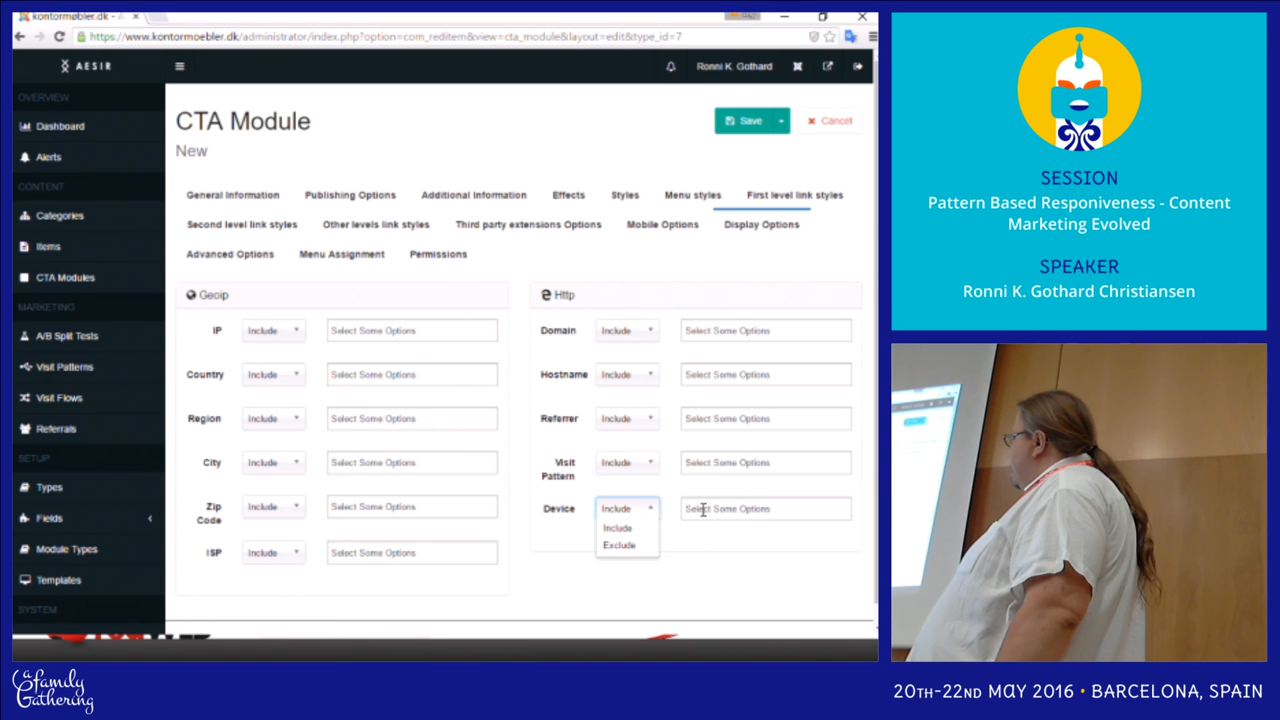 kontormøbler.dk - A
https://www.kontormoebler.dk/administrator/index.php?option=com_reditem&view=cta_module&layout=edit&type_id=7
AESIR
Ronni K. Gothard
OVERVIEW
Dashboard
Alerts
CONTENT
Categories
Items
CTA Modules
MARKETING
A/B Split Tests
Visit Patterns
Visit Flows
Referrals
SETUP
Types
Fields
Module Types
Templates
SYSTEM
CTA Module
New
Save
Cancel
General Information Publishing Options Additional Information Effects Styles Menu styles First level link styles
Second level link styles Other levels link styles Third party extensions Options Mobile Options Display Options
Advanced Options Menu Assignment Permissions
Geoip
IP Include Select Some Options
Country Include Select Some Options
Region Include Select Some Options
City Include Select Some Options
Zip Code Include Select Some Options
ISP Include Select Some Options
Http
Domain Include Select Some Options
Hostname Include Select Some Options
Referrer Include Select Some Options
Visit Pattern Include Select Some Options
Device Include Select Some Options
Include
Exclude
SESSION
Pattern Based Responiveness - Content
Marketing Evolved
SPEAKER
Ronni K. Gothard Christiansen
a Family
Gathering
20TH-22ND MAY 2016 • BARCELONA, SPAIN